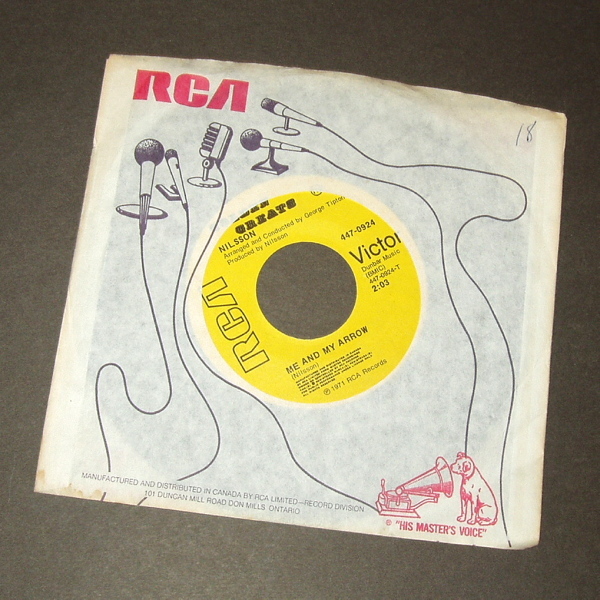 RCA
18
GREATS
NILSSON
Arranged and Conducted by George Tipton
Produced by Nilsson
447-0924
Victor
Dunbar Music
(BMIC)
447-0924-T
2:03
RCA
ME AND MY ARROW
(Nilsson)
℗ 1971 RCA Records
MANUFACTURED AND DISTRIBUTED IN CANADA BY RCA LIMITED—RECORD DIVISION
101 DUNCAN MILL ROAD DON MILLS ONTARIO
© "HIS MASTER'S VOICE"